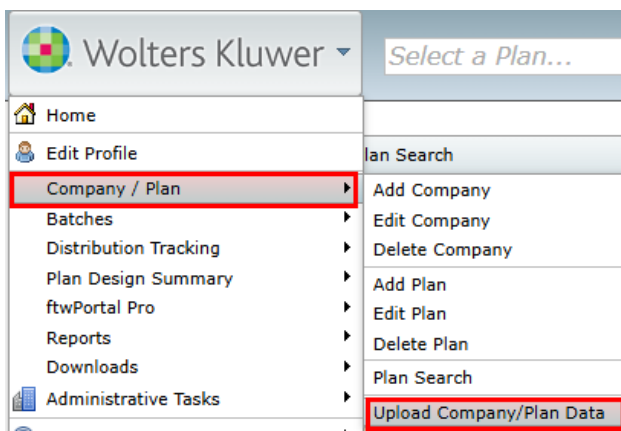 Wolters Kluwer
Select a Plan...
Home
Edit Profile
Company / Plan
Batches
Distribution Tracking
Plan Design Summary
ftwPortal Pro
Reports
Downloads
Administrative Tasks
lan Search
Add Company
Edit Company
Delete Company
Add Plan
Edit Plan
Delete Plan
Plan Search
Upload Company/Plan Data